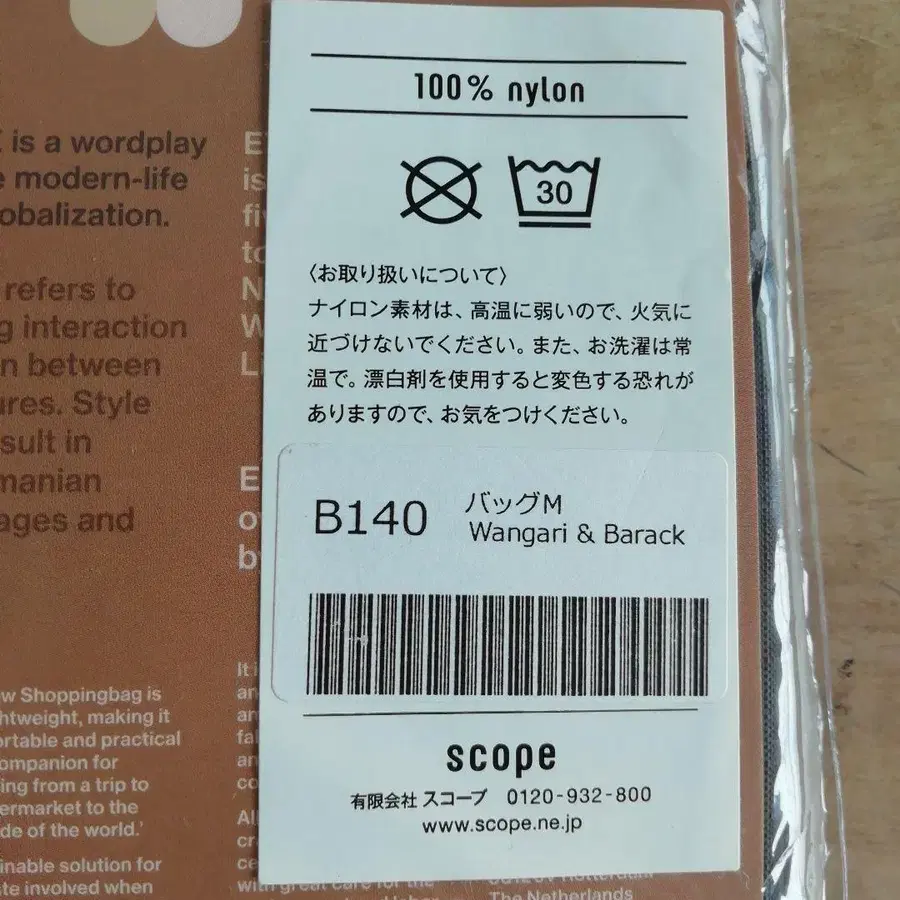 is a wordplay
modern-life
obalization.
refers to
interaction
n between
ures. Style
sult in
manian
ages and
w Shoppingbag is
htweight, making it
ortable and practical
ompanion for
ing from a trip to
ermarket to the
de of the world.'
inable solution for
te involved when
100% nylon
30
〈お取り扱いについて〉
ナイロン素材は、高温に弱いので、火気に
近づけないでください。また、お洗濯は常
温で。漂白剤を使用すると変色する恐れが
ありますので、お気をつけください。
B140
バッグM
Wangari & Barack
scope
有限会社 スコープ 0120-932-800
www.scope.ne.jp
with great care for the
The Netherlands